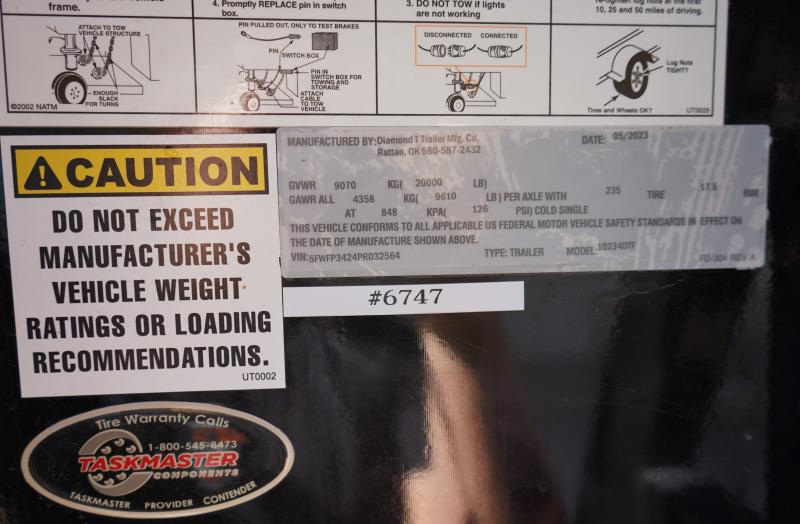 frame.
4. Promptly REPLACE pin in switch
box.
3. DO NOT TOW if lights
are not working
10, 25 and 50 miles of driving.
ATTACH TO TOW
VEHICLE STRUCTURE
ENOUGH
SLACK
FOR TURNS
©2002 NATM
PIN PULLED OUT, ONLY TO TEST BRAKES
PIN
SWITCH BOX
PIN IN
SWITCH BOX FOR
TOWING AND
STORAGE
ATTACH
CABLE
TO TOW
VEHICLE
DISCONNECTED CONNECTED
Lug Nuts
TIGHT?
Tires and Wheels OK?
UT0025
CAUTION
DO NOT EXCEED
MANUFACTURER'S
VEHICLE WEIGHT
RATINGS OR LOADING
RECOMMENDATIONS.
UT0002
MANUFACTURED BY: Diamond T Trailer Mfg. Co. DATE: 05/2023
Rattan, OK 580-587-2432
GVWR 9070 KG( 20000 LB)
GAWR ALL 4358 KG( 9610 LB) PER AXLE WITH 235 TIRE 17.5 RIM
AT 848 KPA( 126 PSI) COLD SINGLE
THIS VEHICLE CONFORMS TO ALL APPLICABLE US FEDERAL MOTOR VEHICLE SAFETY STANDARDS IN EFFECT ON
THE DATE OF MANUFACTURE SHOWN ABOVE.
VIN: 5FWFP3424PR032564 TYPE: TRAILER MODEL: 10234DTF
FD-304 REV A
#6747
Tire Warranty Calls
1-800-545-8473
TASKMASTER
COMPONENTS
TASKMASTER PROVIDER CONTENDER